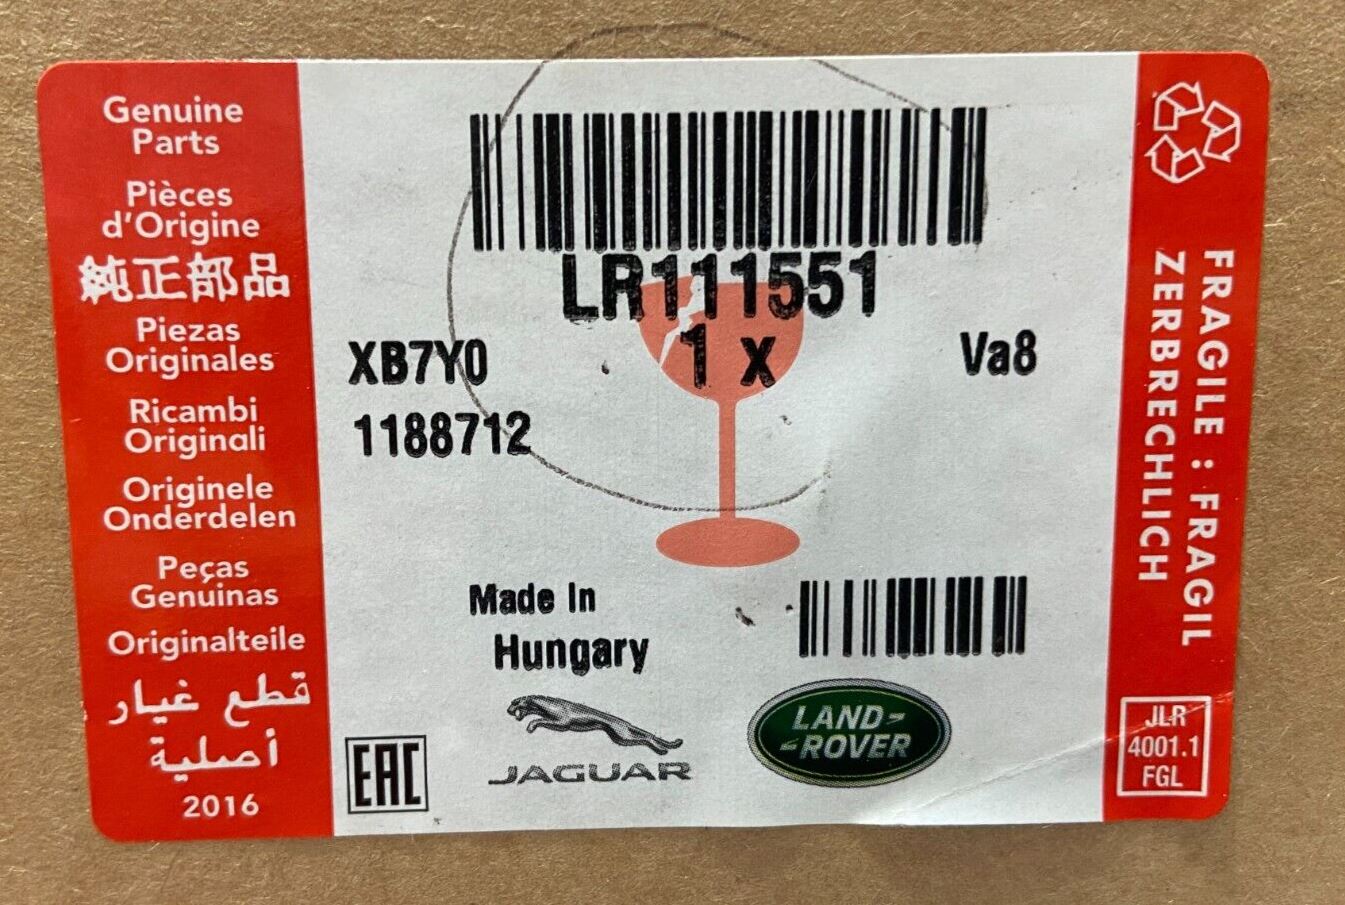 Genuine
Parts
Pièces
d'Origine
純正部品
Piezas
Originales
Ricambi
Originali
Originele
Onderdelen
Peças
Genuinas
Originalteile
قطع غيار
أصلية
2016
LR111551
1 x
XB7Y0
Va8
1188712
Made In
Hungary
EAC
JAGUAR
LAND-
-ROVER
FRAGILE : FRAGIL
ZERBRECHLICH
JLR
4001.1
FGL